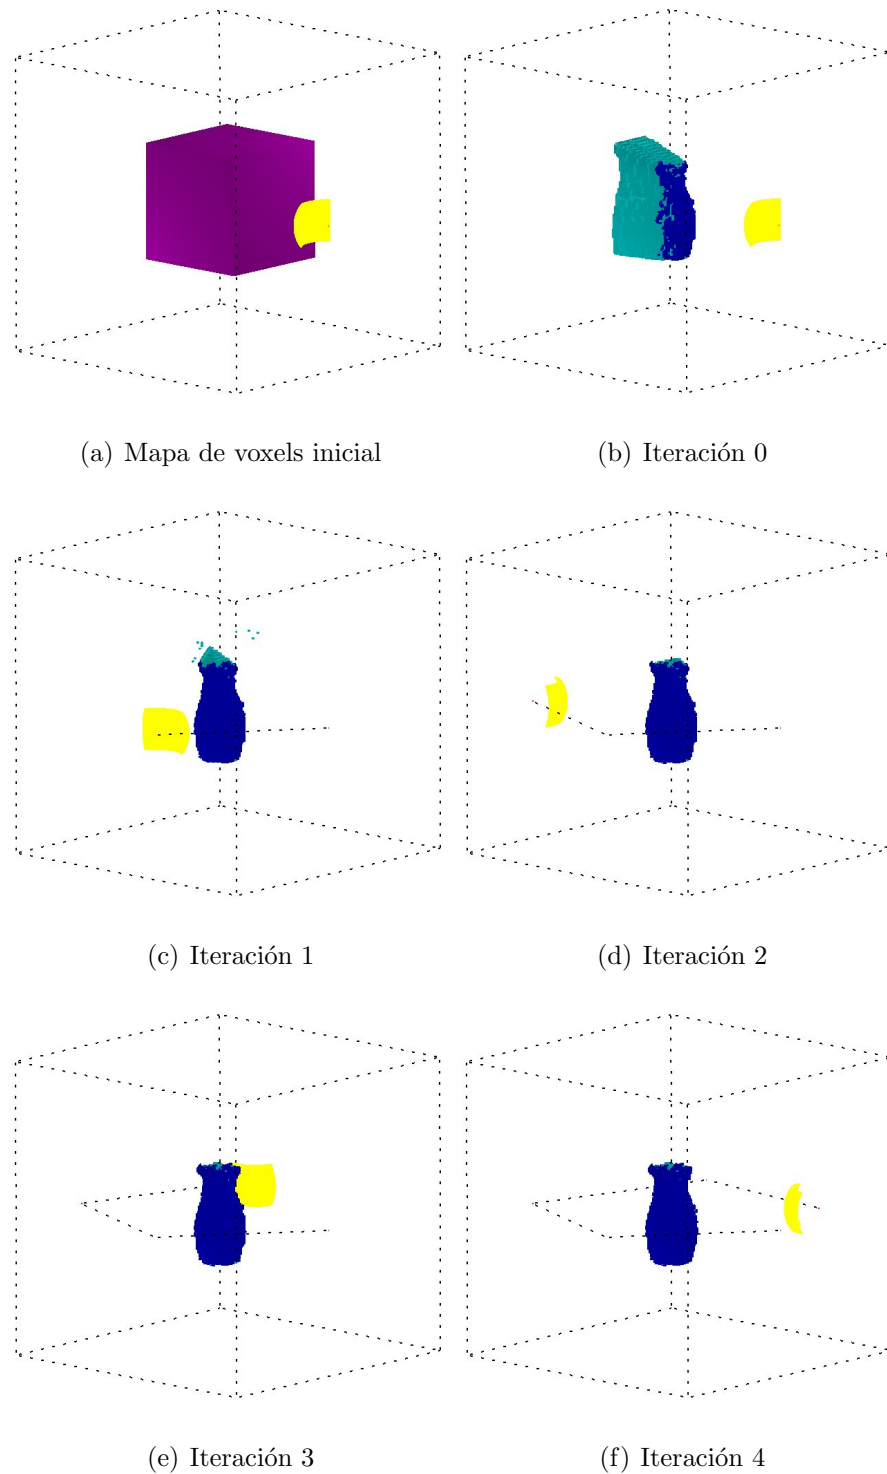 (a) Mapa de voxels inicial
(b) Iteración 0
(c) Iteración 1
(d) Iteración 2
(e) Iteración 3
(f) Iteración 4